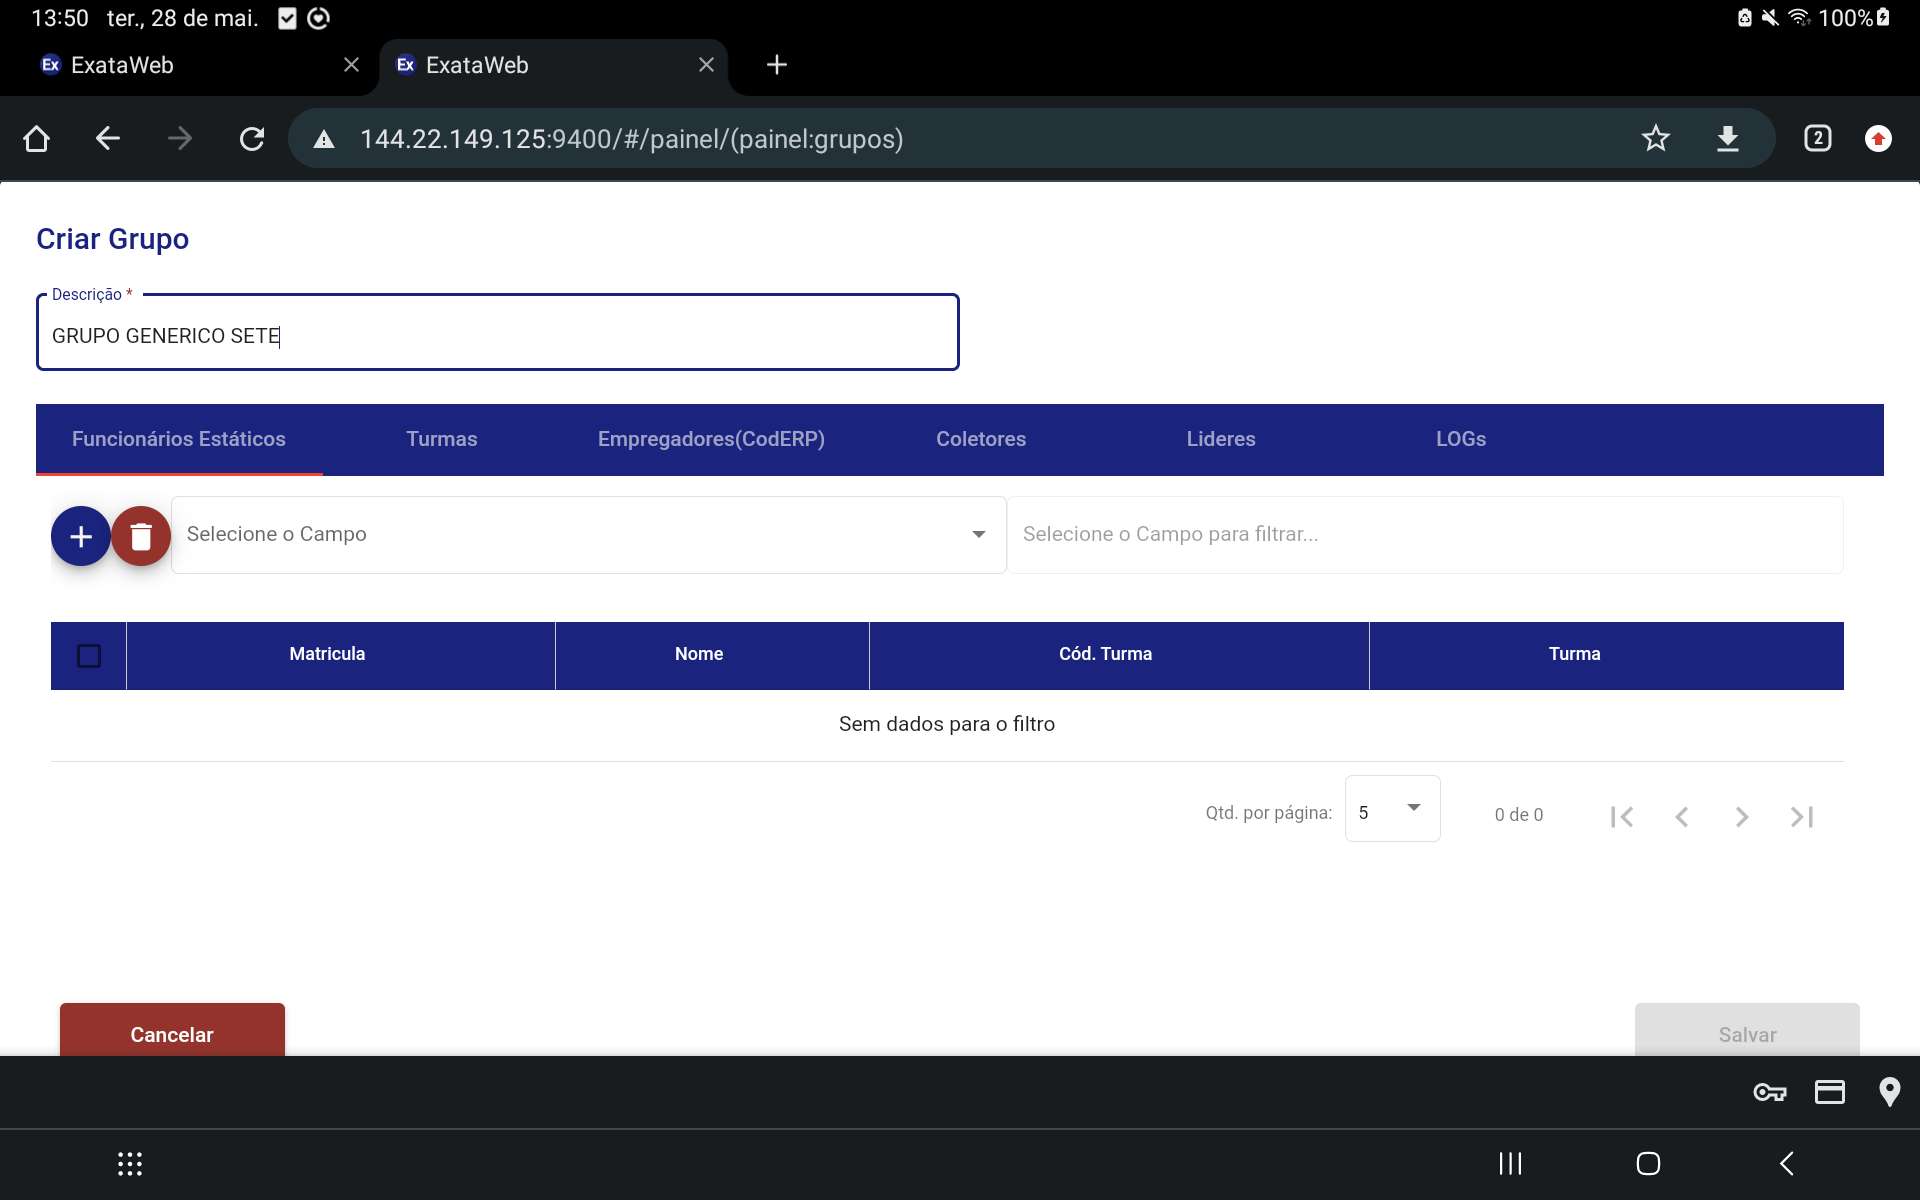 13:50 ter., 28 de mai.
100%
Ex ExataWeb
Ex ExataWeb
144.22.149.125:9400/#/painel/(painel:grupos)
2
Criar Grupo
Descrição *
GRUPO GENERICO SETE
Funcionários Estáticos Turmas Empregadores(CodERP) Coletores Lideres LOGs
Selecione o Campo Selecione o Campo para filtrar...
Matricula Nome Cód. Turma Turma
Sem dados para o filtro
Qtd. por página: 5 0 de 0
Cancelar Salvar